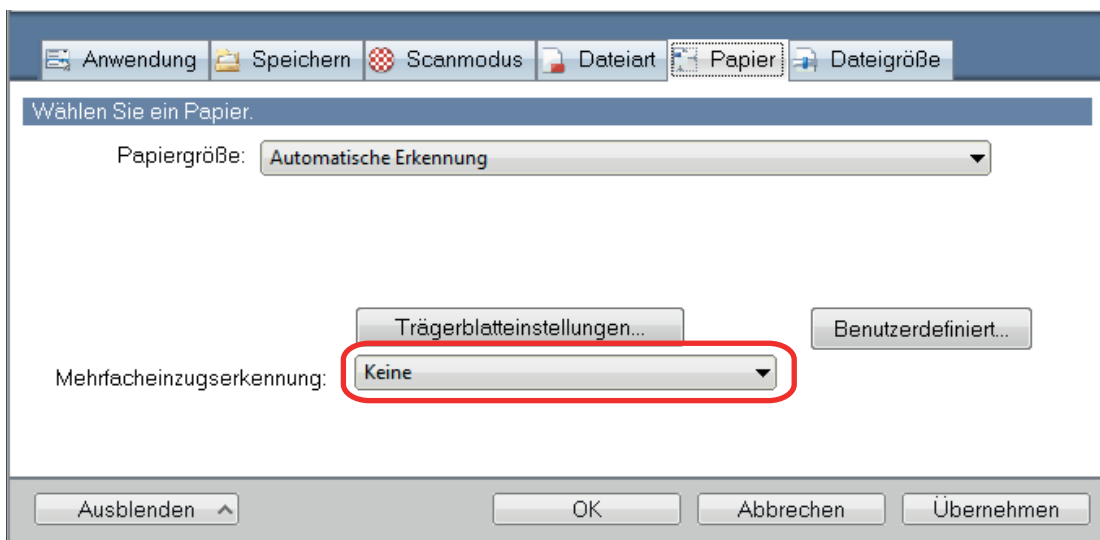 Anwendung Speichern Scanmodus Dateiart Papier Dateigröße
Wählen Sie ein Papier.
Papiergröße: Automatische Erkennung
Trägerblatteinstellungen... Benutzerdefiniert...
Mehrfacheinzugserkennung: Keine
Ausblenden OK Abbrechen Übernehmen